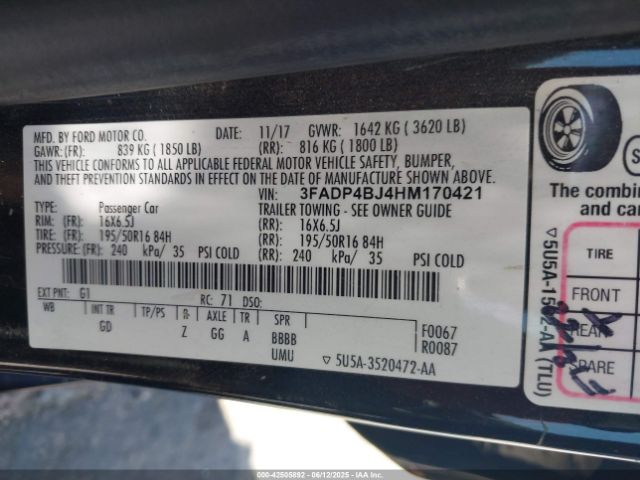 MFD. BY FORD MOTOR CO. DATE: 11/17 GVWR: 1642 KG ( 3620 LB)
GAWR: (FR): 839 KG ( 1850 LB) (RR): 816 KG ( 1800 LB)
THIS VEHICLE CONFORMS TO ALL APPLICABLE FEDERAL MOTOR VEHICLE SAFETY, BUMPER,
AND THEFT PREVENTION STANDARDS IN EFFECT ON THE DATE OF MANUFACTURE SHOWN ABOVE.
VIN: 3FADP4BJ4HM170421
TYPE: Passenger Car TRAILER TOWING - SEE OWNER GUIDE
RIM: (FR): 16X6.5J (RR): 16X6.5J
TIRE: (FR): 195/50R16 84H (RR): 195/50R16 84H
PRESSURE: (FR): 240 kPa/ 35 PSI COLD (RR): 240 kPa/ 35 PSI COLD
EXT PNT: G1 RC: 71 DSO:
WB INT TR TP/PS R AXLE TR SPR
GD Z GG A BBBB
UMU
F0067
R0087
▽ 5U5A-3520472-AA
The combin
and car
TIRE
FRONT
REAR
SPARE
▽ 5U5A-1502-AA (TLU)
© 000-42505892 - 06/12/2025 - IAAI.COM